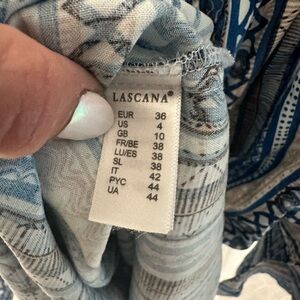 LASCANA®
EUR 36
US 4
GB 10
FR/BE 38
LU/ES 38
SL 38
IT 42
РУС 44
UA 44